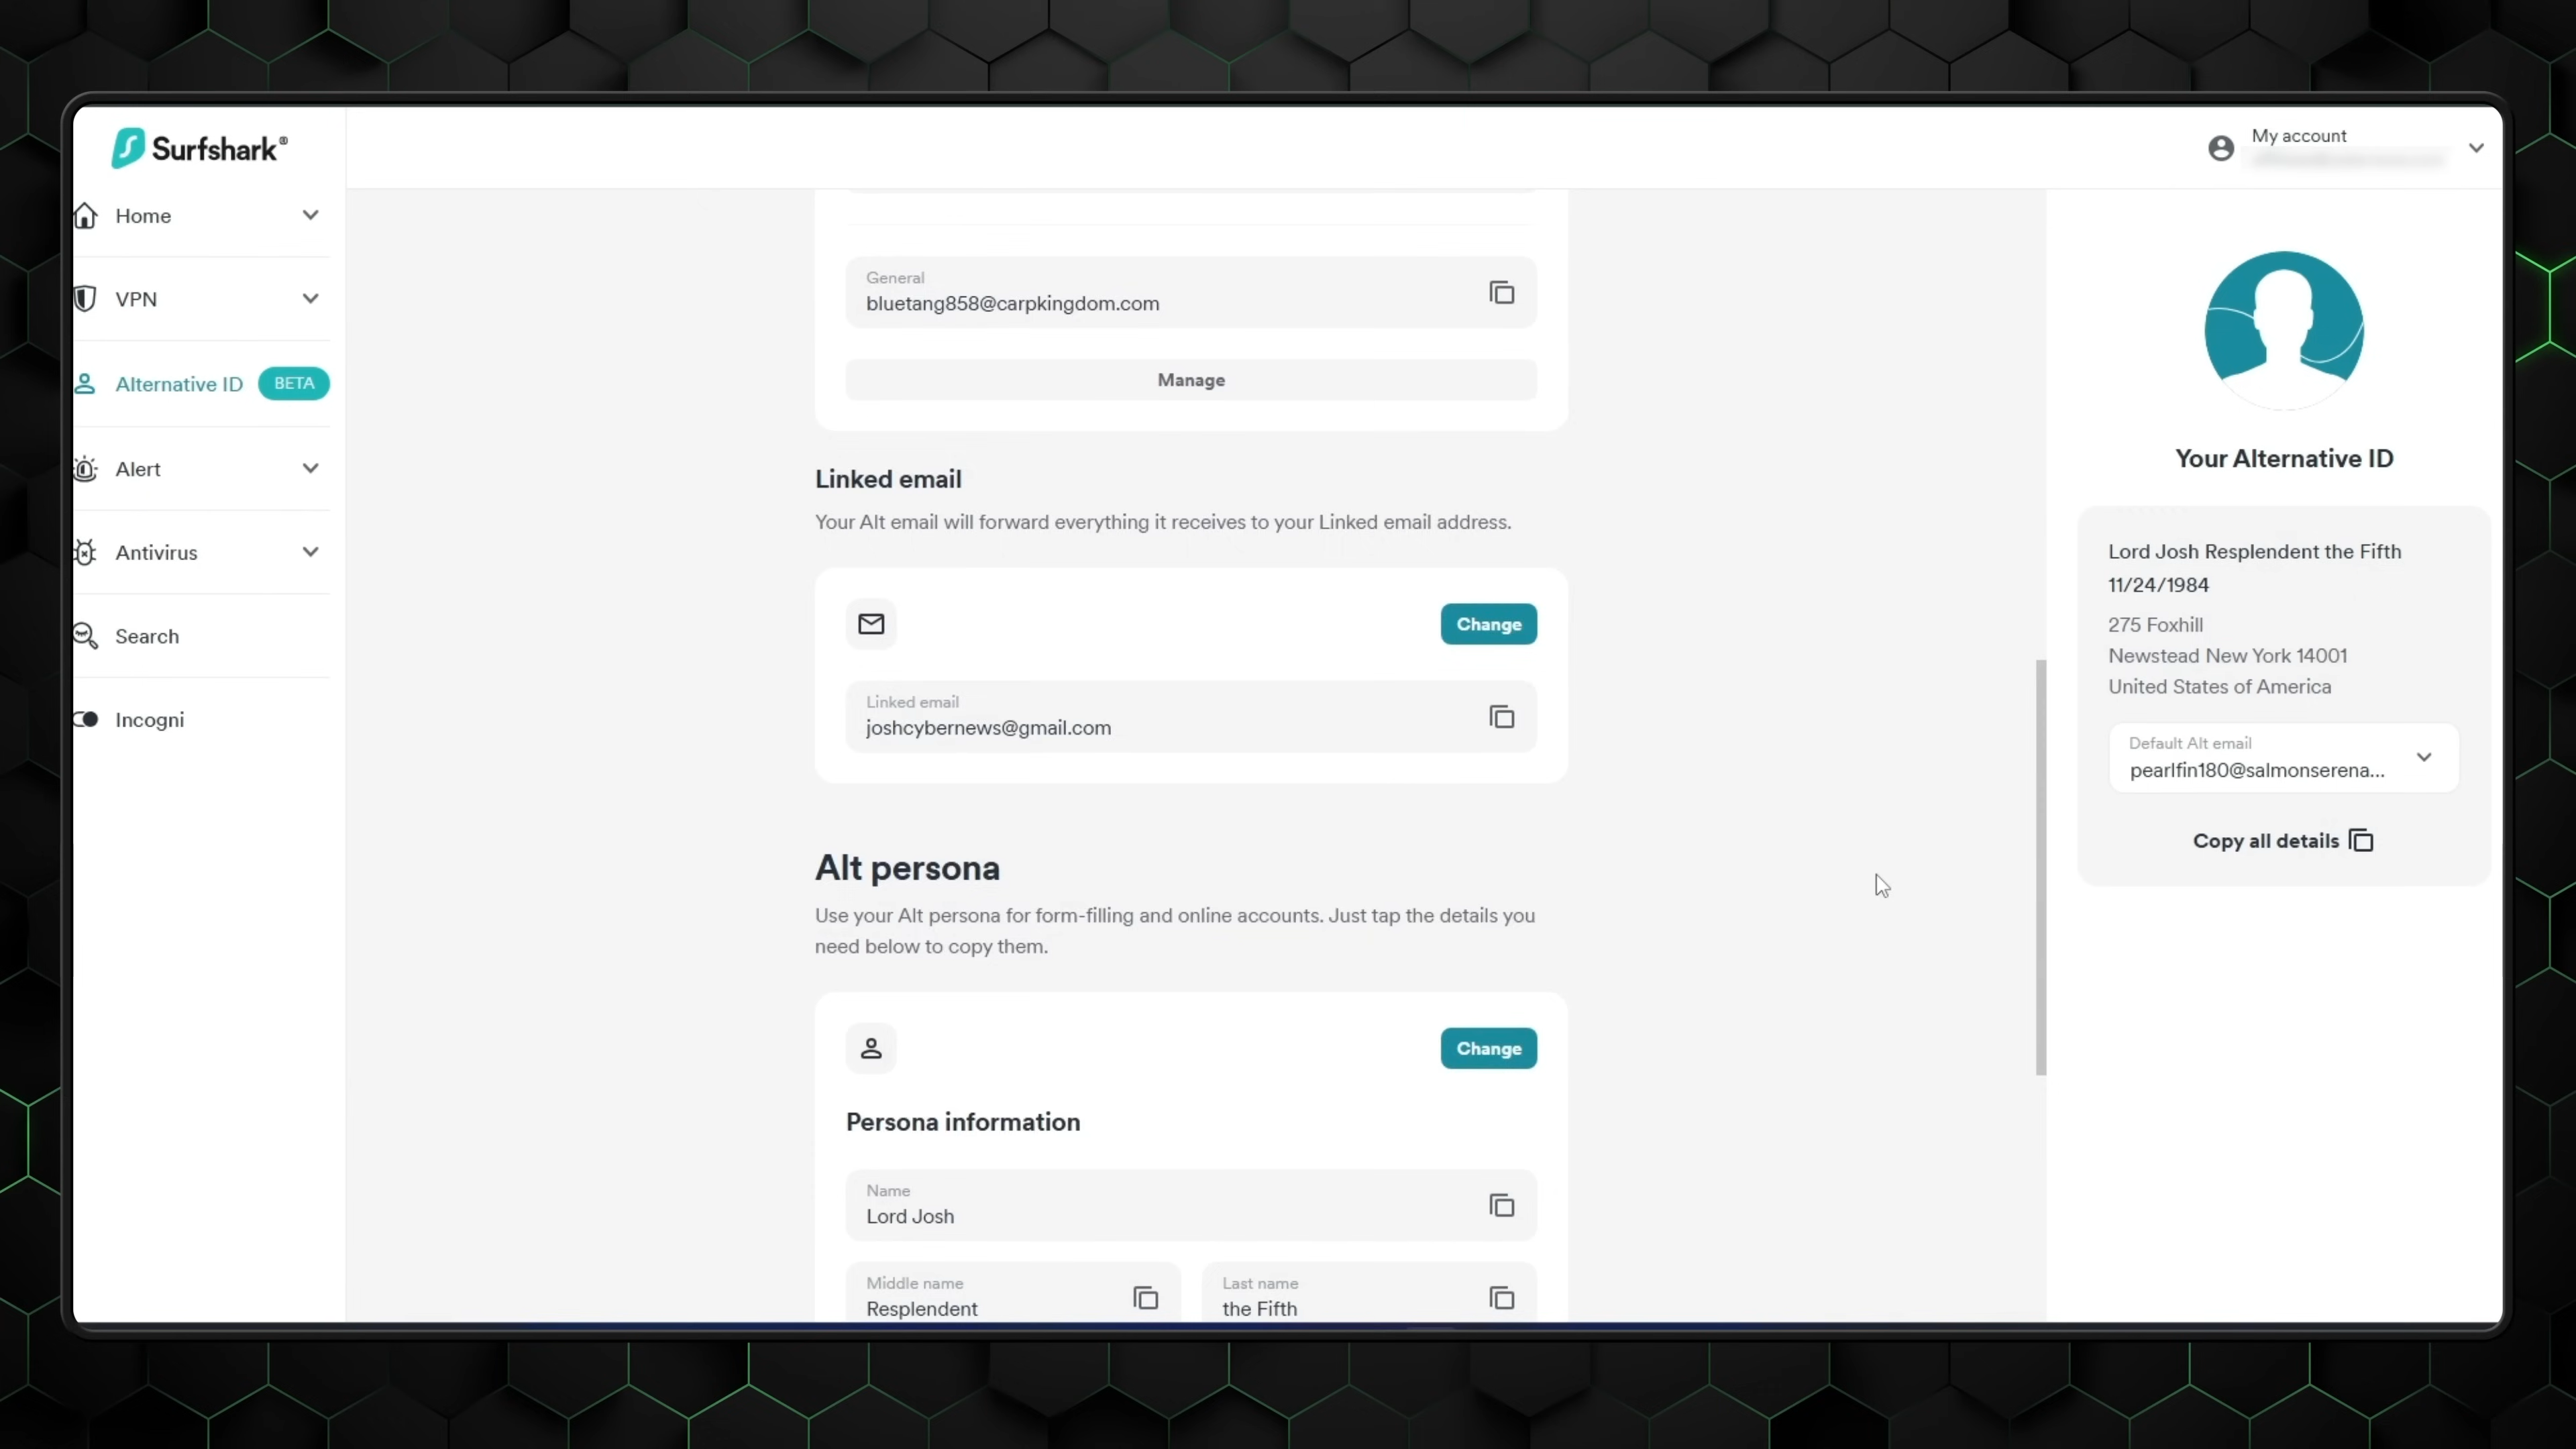 Surfshark®
My account
Home
VPN
Alternative ID BETA
Alert
Antivirus
Search
Incogni
General
bluetang858@carpkingdom.com
Manage
Linked email
Your Alt email will forward everything it receives to your Linked email address.
Change
Linked email
joshcybernews@gmail.com
Alt persona
Use your Alt persona for form-filling and online accounts. Just tap the details you
need below to copy them.
Change
Persona information
Name
Lord Josh
Middle name
Resplendent
Last name
the Fifth
Your Alternative ID
Lord Josh Resplendent the Fifth
11/24/1984
275 Foxhill
Newstead New York 14001
United States of America
Default Alt email
pearlfin180@salmonserena...
Copy all details